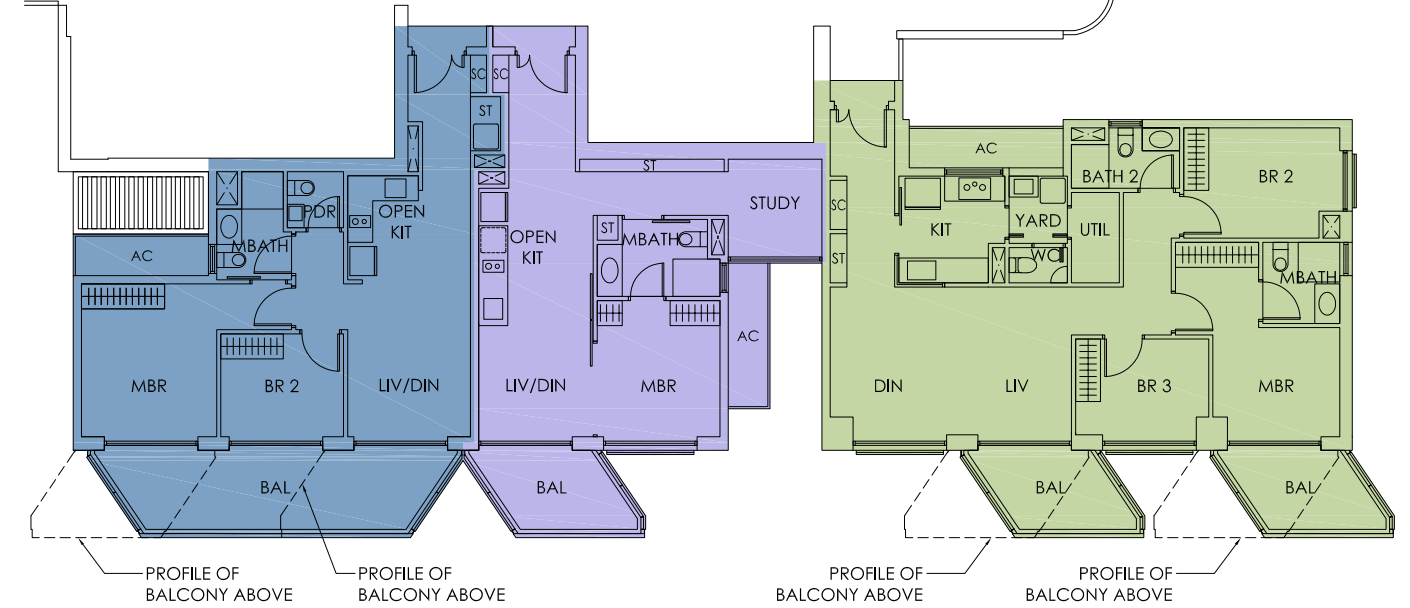 SC
SC
ST
AC
BATH 2
BR 2
ST
STUDY
PDR
OPEN
KIT
OPEN
KIT
ST
MBATH
SC
KIT
YARD
UTIL
MBATH
AC
ST
WC
MBATH
AC
MBR
BR 2
LIV/DIN
LIV/DIN
MBR
DIN
LIV
BR 3
MBR
BAL
BAL
BAL
BAL
PROFILE OF
BALCONY ABOVE
PROFILE OF
BALCONY ABOVE
PROFILE OF
BALCONY ABOVE
PROFILE OF
BALCONY ABOVE